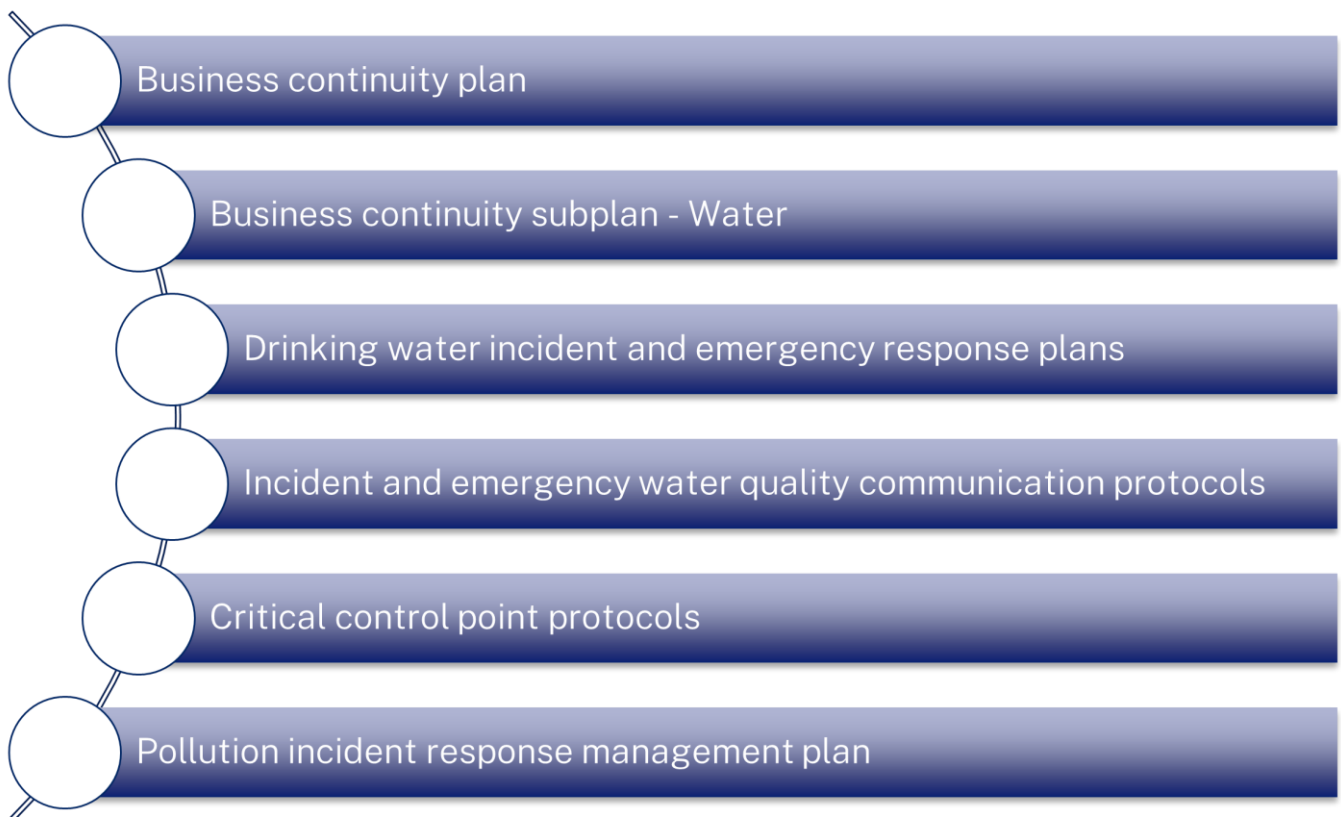 Business continuity plan
Business continuity subplan - Water
Drinking water incident and emergency response plans
Incident and emergency water quality communication protocols
Critical control point protocols
Pollution incident response management plan